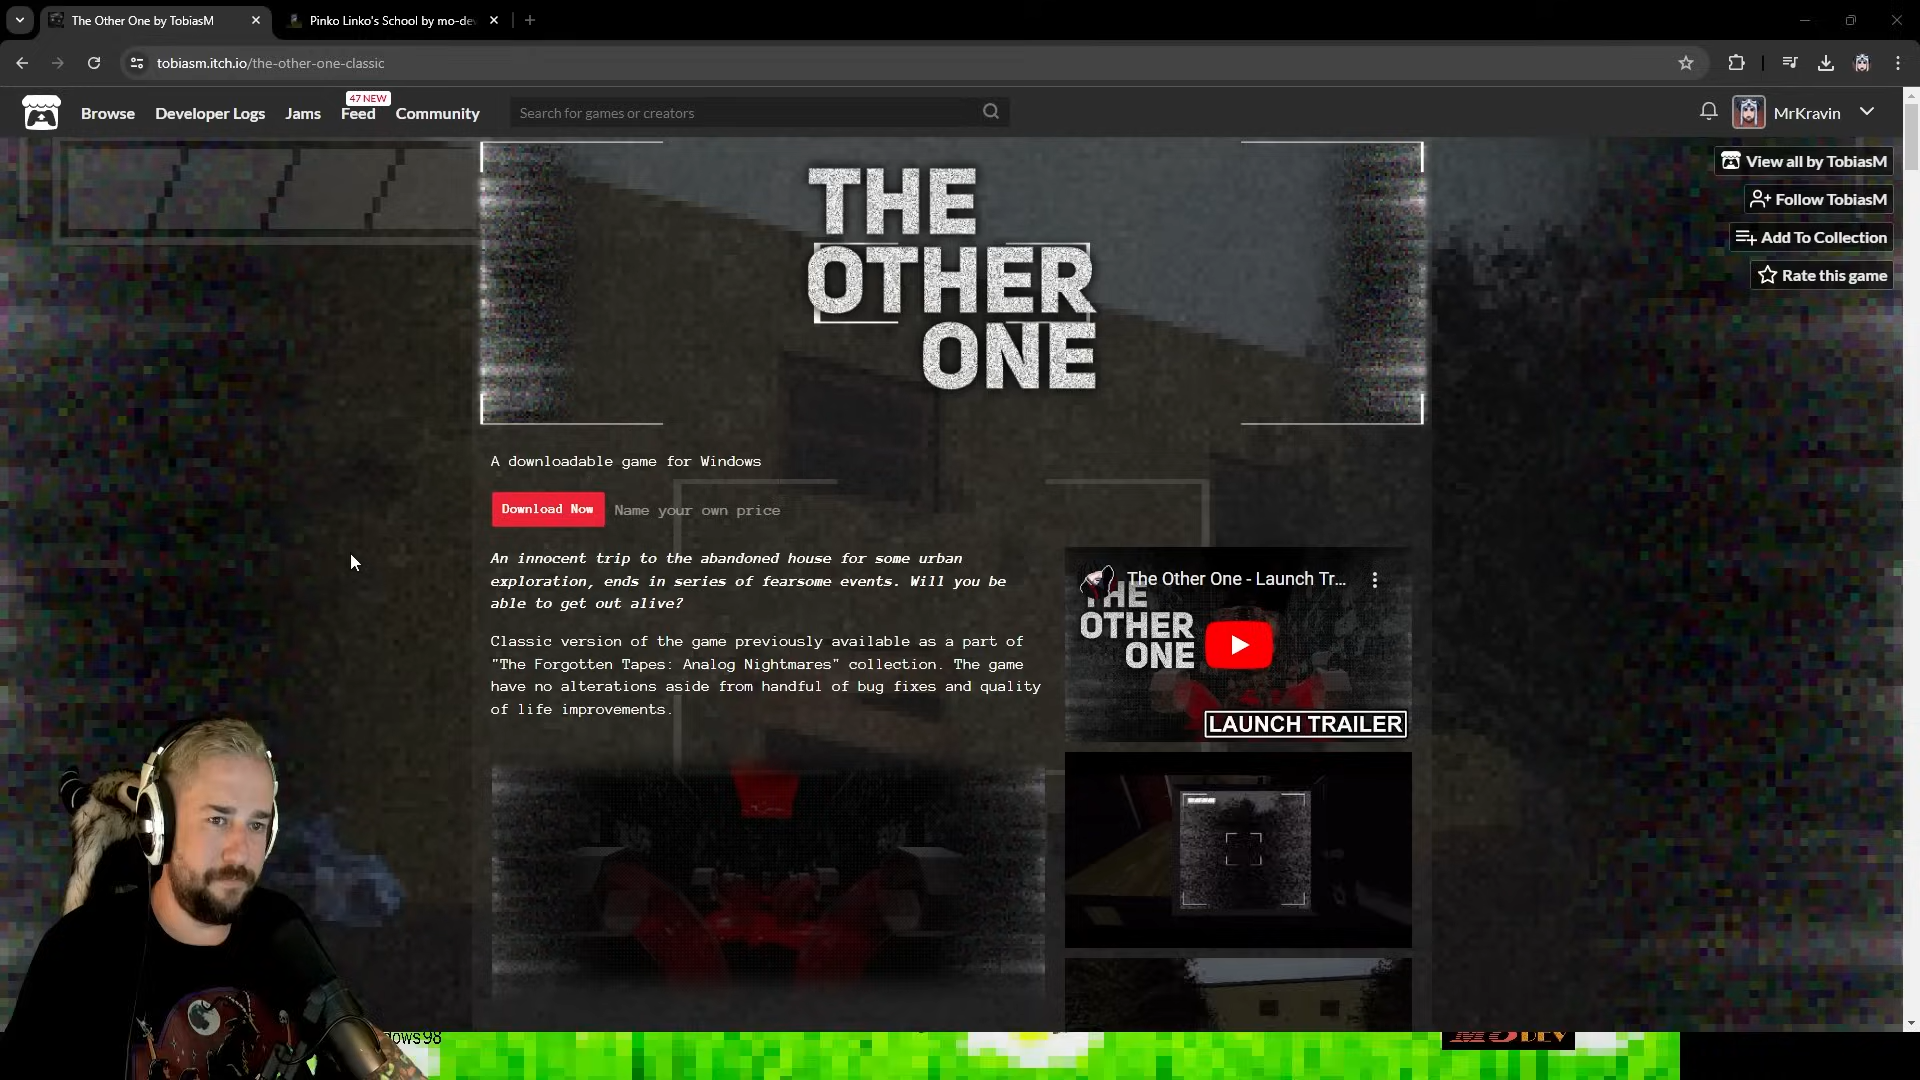 The Other One by TobiasM
Pinko Linko's School by mo-dev
tobiasm.itch.io/the-other-one-classic
47 NEW
Browse
Developer Logs
Jams
Feed
Community
Search for games or creators
MrKravin
View all by TobiasM
Follow TobiasM
Add To Collection
Rate this game
THE
OTHER
ONE
A downloadable game for Windows
Download Now
Name your own price
An innocent trip to the abandoned house for some urban
exploration, ends in series of fearsome events. Will you be
able to get out alive?
Classic version of the game previously available as a part of
"The Forgotten Tapes: Analog Nightmares" collection. The game
have no alterations aside from handful of bug fixes and quality
of life improvements.
The Other One - Launch Tr...
THE
OTHER
ONE
LAUNCH TRAILER
dows98
DEV